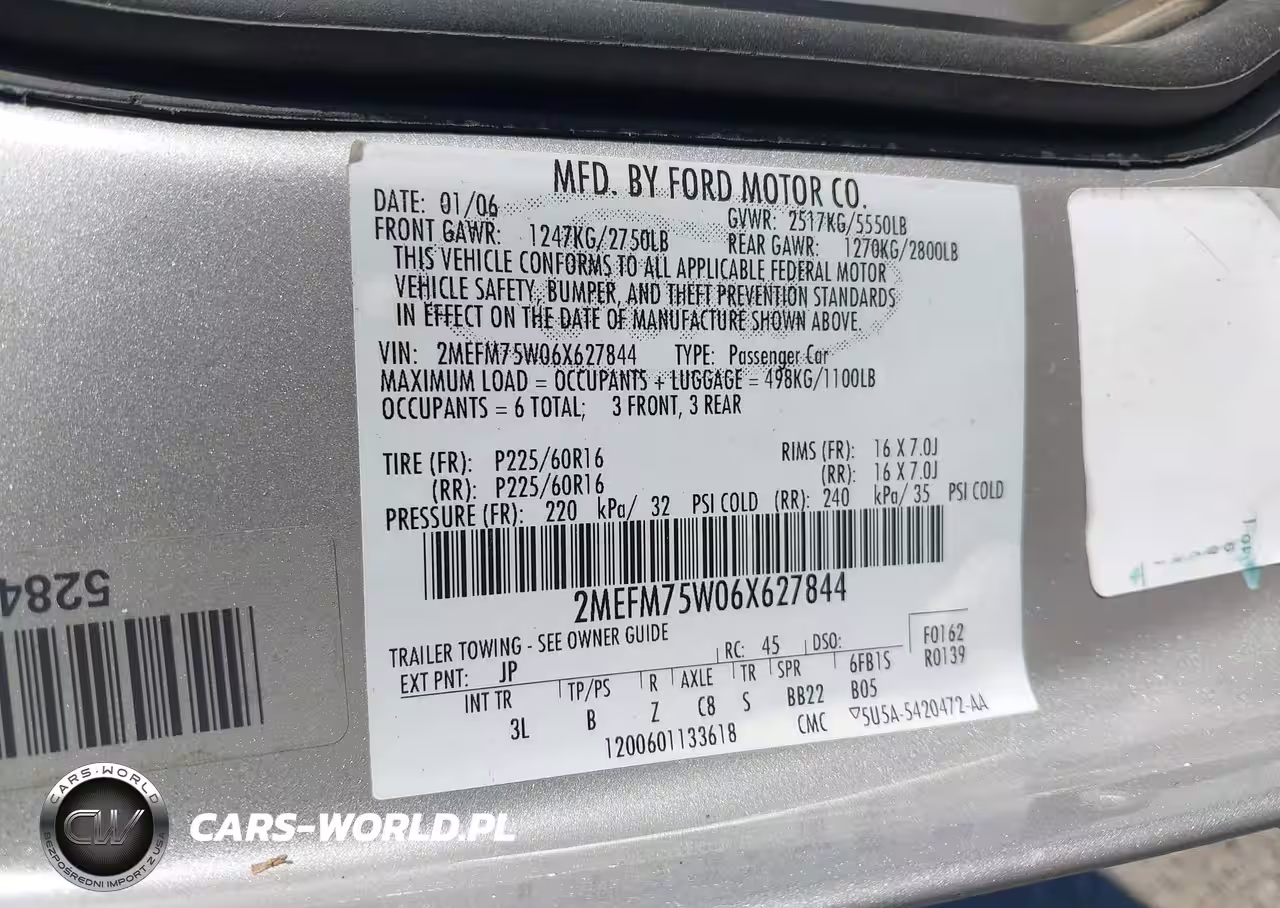 MFD. BY FORD MOTOR CO.
DATE: 01/06 GVWR: 2517KG/5550LB
FRONT GAWR: 1247KG/2750LB REAR GAWR: 1270KG/2800LB
THIS VEHICLE CONFORMS TO ALL APPLICABLE FEDERAL MOTOR
VEHICLE SAFETY, BUMPER, AND THEFT PREVENTION STANDARDS
IN EFFECT ON THE DATE OF MANUFACTURE SHOWN ABOVE.
VIN: 2MEFM75W06X627844 TYPE: Passenger Car
MAXIMUM LOAD = OCCUPANTS + LUGGAGE = 498KG/1100LB
OCCUPANTS = 6 TOTAL; 3 FRONT, 3 REAR
TIRE (FR): P225/60R16 RIMS (FR): 16 X 7.0J
(RR): P225/60R16 (RR): 16 X 7.0J
PRESSURE (FR): 220 kPa/ 32 PSI COLD (RR): 240 kPa/ 35 PSI COLD
2MEFM75W06X627844
TRAILER TOWING - SEE OWNER GUIDE
EXT PNT: JP RC: 45 DSO: F0162
INT TR TP/PS R AXLE TR SPR 6FB1S R0139
3L B Z C8 S BB22 B05
1200601133618 CMC ▽5U5A-5420472-AA
5284
CARS-WORLD
CW
BEZPOŚREDNI IMPORT Z USA
CARS-WORLD.PL